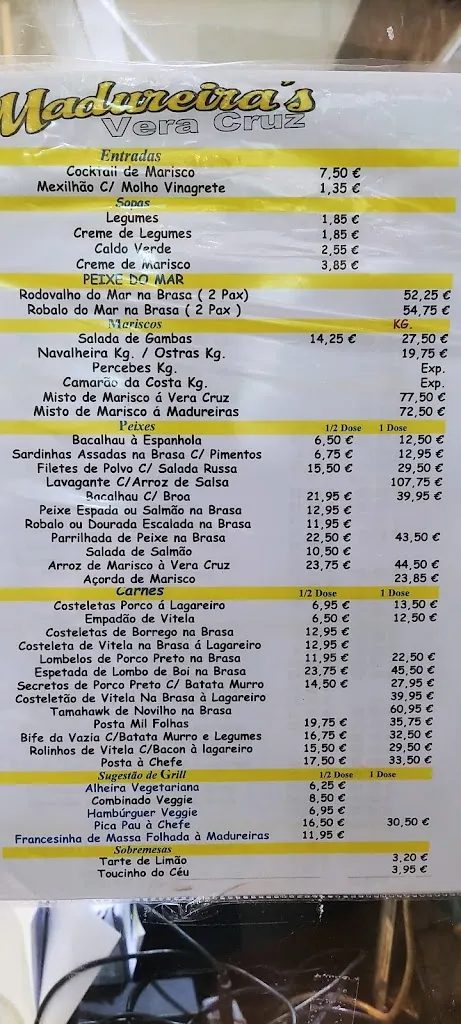 Madureira's
Vera Cruz
Entradas
Cocktail de Marisco 7,50 €
Mexilhão C/ Molho Vinagrete 1,35 €
Sopas
Legumes 1,85 €
Creme de Legumes 1,85 €
Caldo Verde 2,55 €
Creme de Marisco 3,85 €
PEIXE DO MAR
Rodovalho do Mar na Brasa ( 2 Pax) 52,25 €
Robalo do Mar na Brasa ( 2 Pax ) 54,75 €
Mariscos KG.
Salada de Gambas 14,25 € 27,50 €
Navalheira Kg. / Ostras Kg. 19,75 €
Percebes Kg. Exp.
Camarão da Costa Kg. Exp.
Misto de Marisco á Vera Cruz 77,50 €
Misto de Marisco á Madureiras 72,50 €
Peixes 1/2 Dose 1 Dose
Bacalhau à Espanhola 6,50 € 12,50 €
Sardinhas Assadas na Brasa C/ Pimentos 6,75 € 12,95 €
Filetes de Polvo C/ Salada Russa 15,50 € 29,50 €
Lavagante C/Arroz de Salsa 107,75 €
Bacalhau C/ Broa 21,95 € 39,95 €
Peixe Espada ou Salmão na Brasa 12,95 €
Robalo ou Dourada Escalada na Brasa 11,95 €
Parrilhada de Peixe na Brasa 22,50 € 43,50 €
Salada de Salmão 10,50 €
Arroz de Marisco à Vera Cruz 23,75 € 44,50 €
Açorda de Marisco 23,85 €
Carnes 1/2 Dose 1 Dose
Costeletas Porco á Lagareiro 6,95 € 13,50 €
Empadão de Vitela 6,50 € 12,50 €
Costeletas de Borrego na Brasa 12,95 €
Costeleta de Vitela na Brasa á Lagareiro 12,95 €
Lombelos de Porco Preto na Brasa 11,95 € 22,50 €
Espetada de Lombo de Boi na Brasa 23,75 € 45,50 €
Secretos de Porco Preto C/ Batata Murro 14,50 € 27,95 €
Costeletão de Vitela Na Brasa à Lagareiro 39,95 €
Tamahawk de Novilho na Brasa 60,95 €
Posta Mil Folhas 19,75 € 35,75 €
Bife da Vazia C/Batata Murro e Legumes 16,75 € 32,50 €
Rolinhos de Vitela C/Bacon à lagareiro 15,50 € 29,50 €
Posta à Chefe 17,50 € 33,50 €
Sugestão de Grill 1/2 Dose 1 Dose
Alheira Vegetariana 6,25 €
Combinado Veggie 8,50 €
Hambúrguer Veggie 6,95 €
Pica Pau à Chefe 16,50 € 30,50 €
Francesinha de Massa Folhada à Madureiras 11,95 €
Sobremesas
Tarte de Limão 3,20 €
Toucinho do Céu 3,95 €